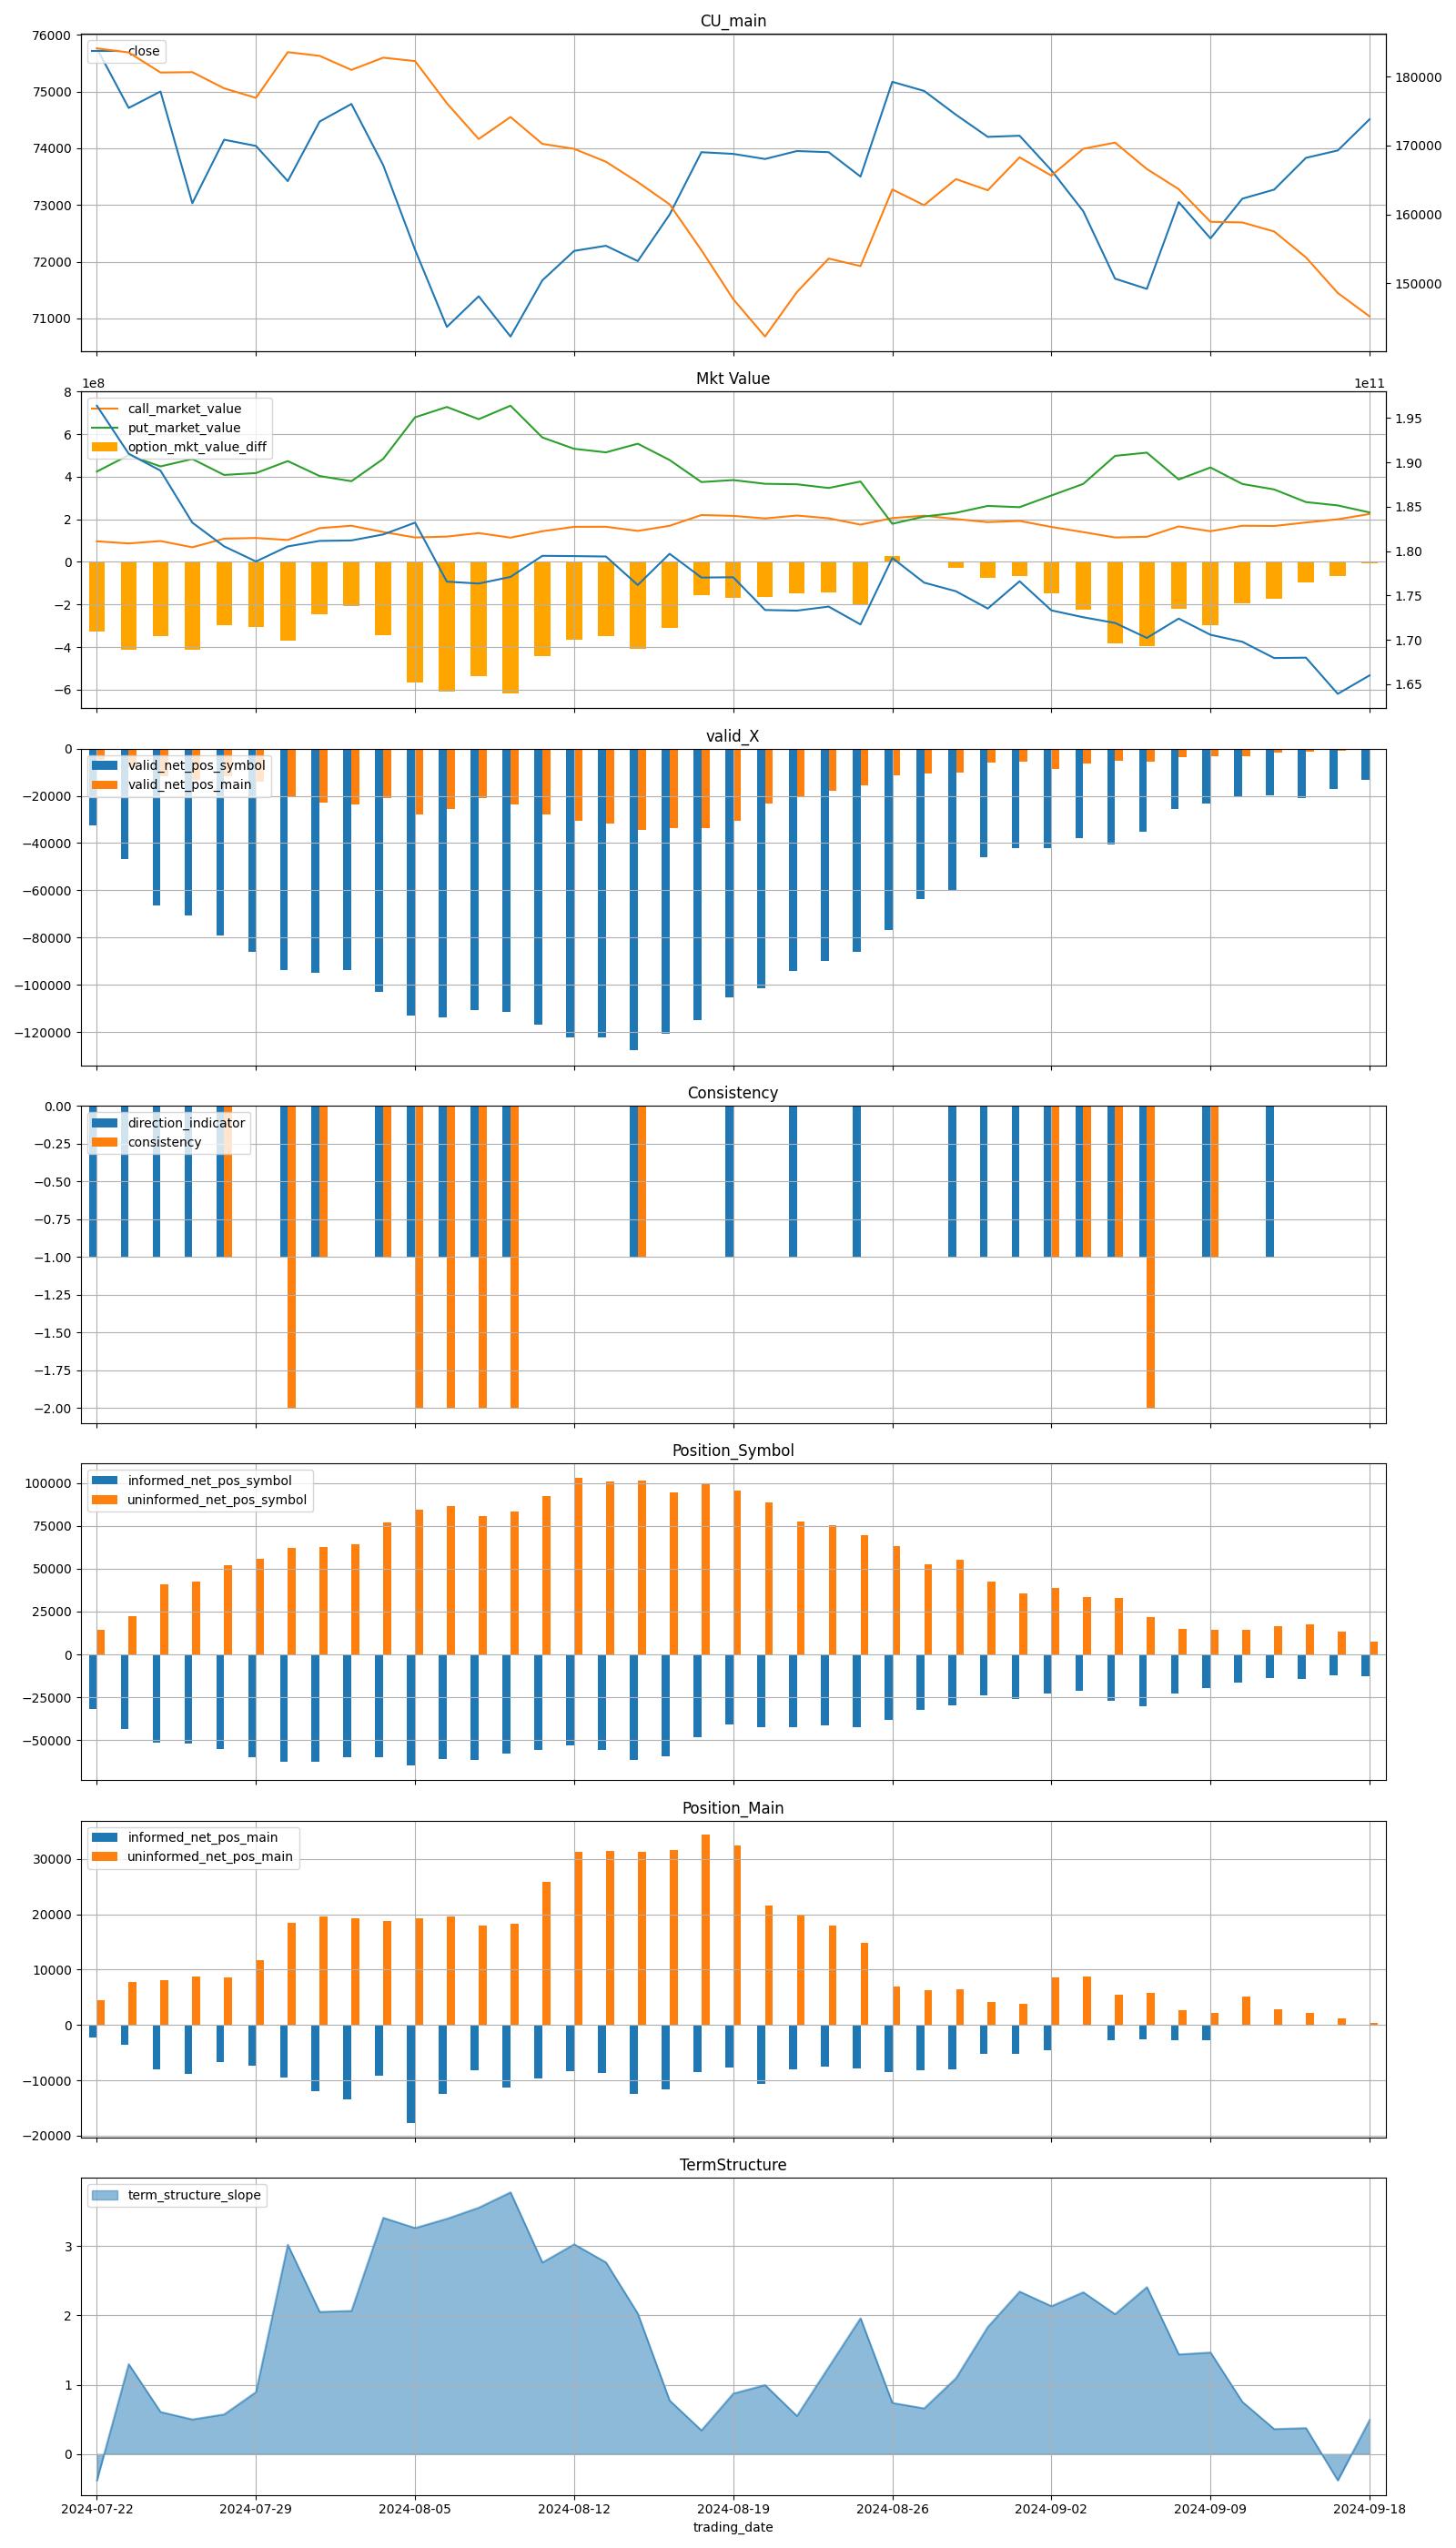 CU_main
close
76000
75000
74000
73000
72000
71000
180000
170000
160000
150000
Mkt Value
1e8
1e11
call_market_value
put_market_value
option_mkt_value_diff
8
6
4
2
0
−2
−4
−6
1.95
1.90
1.85
1.80
1.75
1.70
1.65
valid_X
valid_net_pos_symbol
valid_net_pos_main
0
−20000
−40000
−60000
−80000
−100000
−120000
Consistency
direction_indicator
consistency
0.00
−0.25
−0.50
−0.75
−1.00
−1.25
−1.50
−1.75
−2.00
Position_Symbol
informed_net_pos_symbol
uninformed_net_pos_symbol
100000
75000
50000
25000
0
−25000
−50000
Position_Main
informed_net_pos_main
uninformed_net_pos_main
30000
20000
10000
0
−10000
−20000
TermStructure
term_structure_slope
3
2
1
0
2024-07-22 2024-07-29 2024-08-05 2024-08-12 2024-08-19 2024-08-26 2024-09-02 2024-09-09 2024-09-18
trading_date